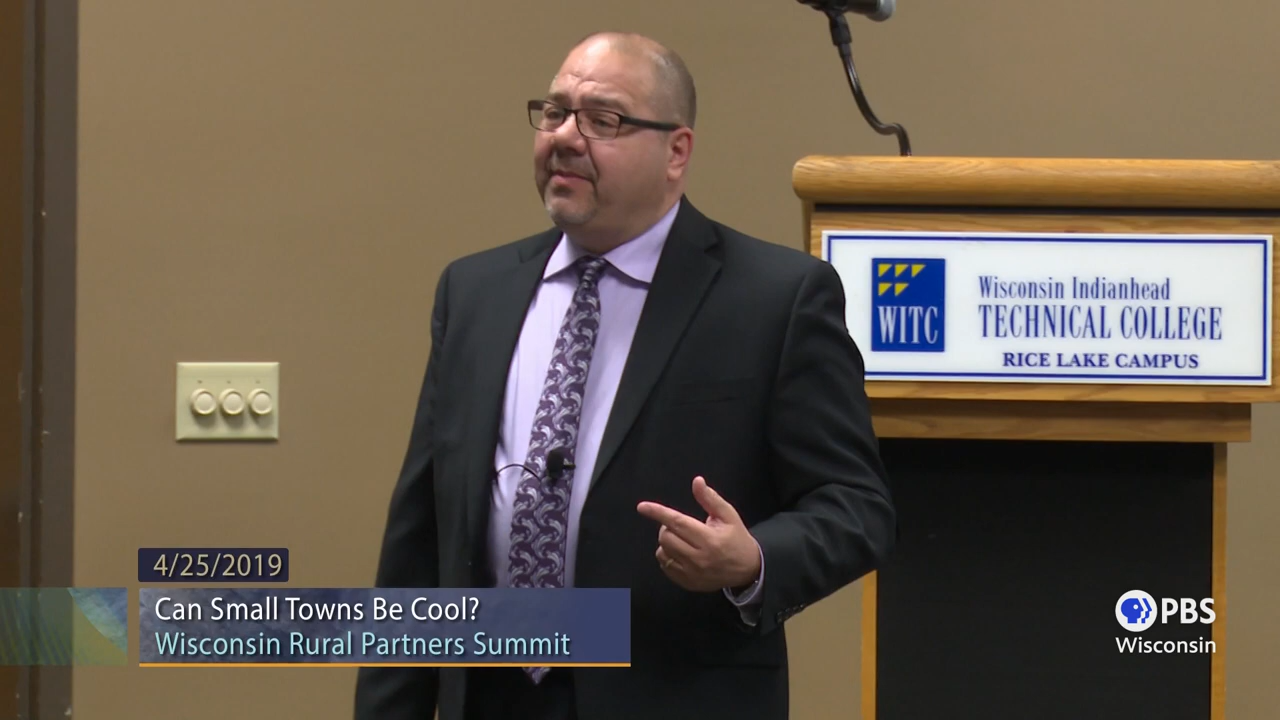 WITC
Wisconsin Indianhead
TECHNICAL COLLEGE
RICE LAKE CAMPUS
4/25/2019
Can Small Towns Be Cool?
Wisconsin Rural Partners Summit
PBS
Wisconsin